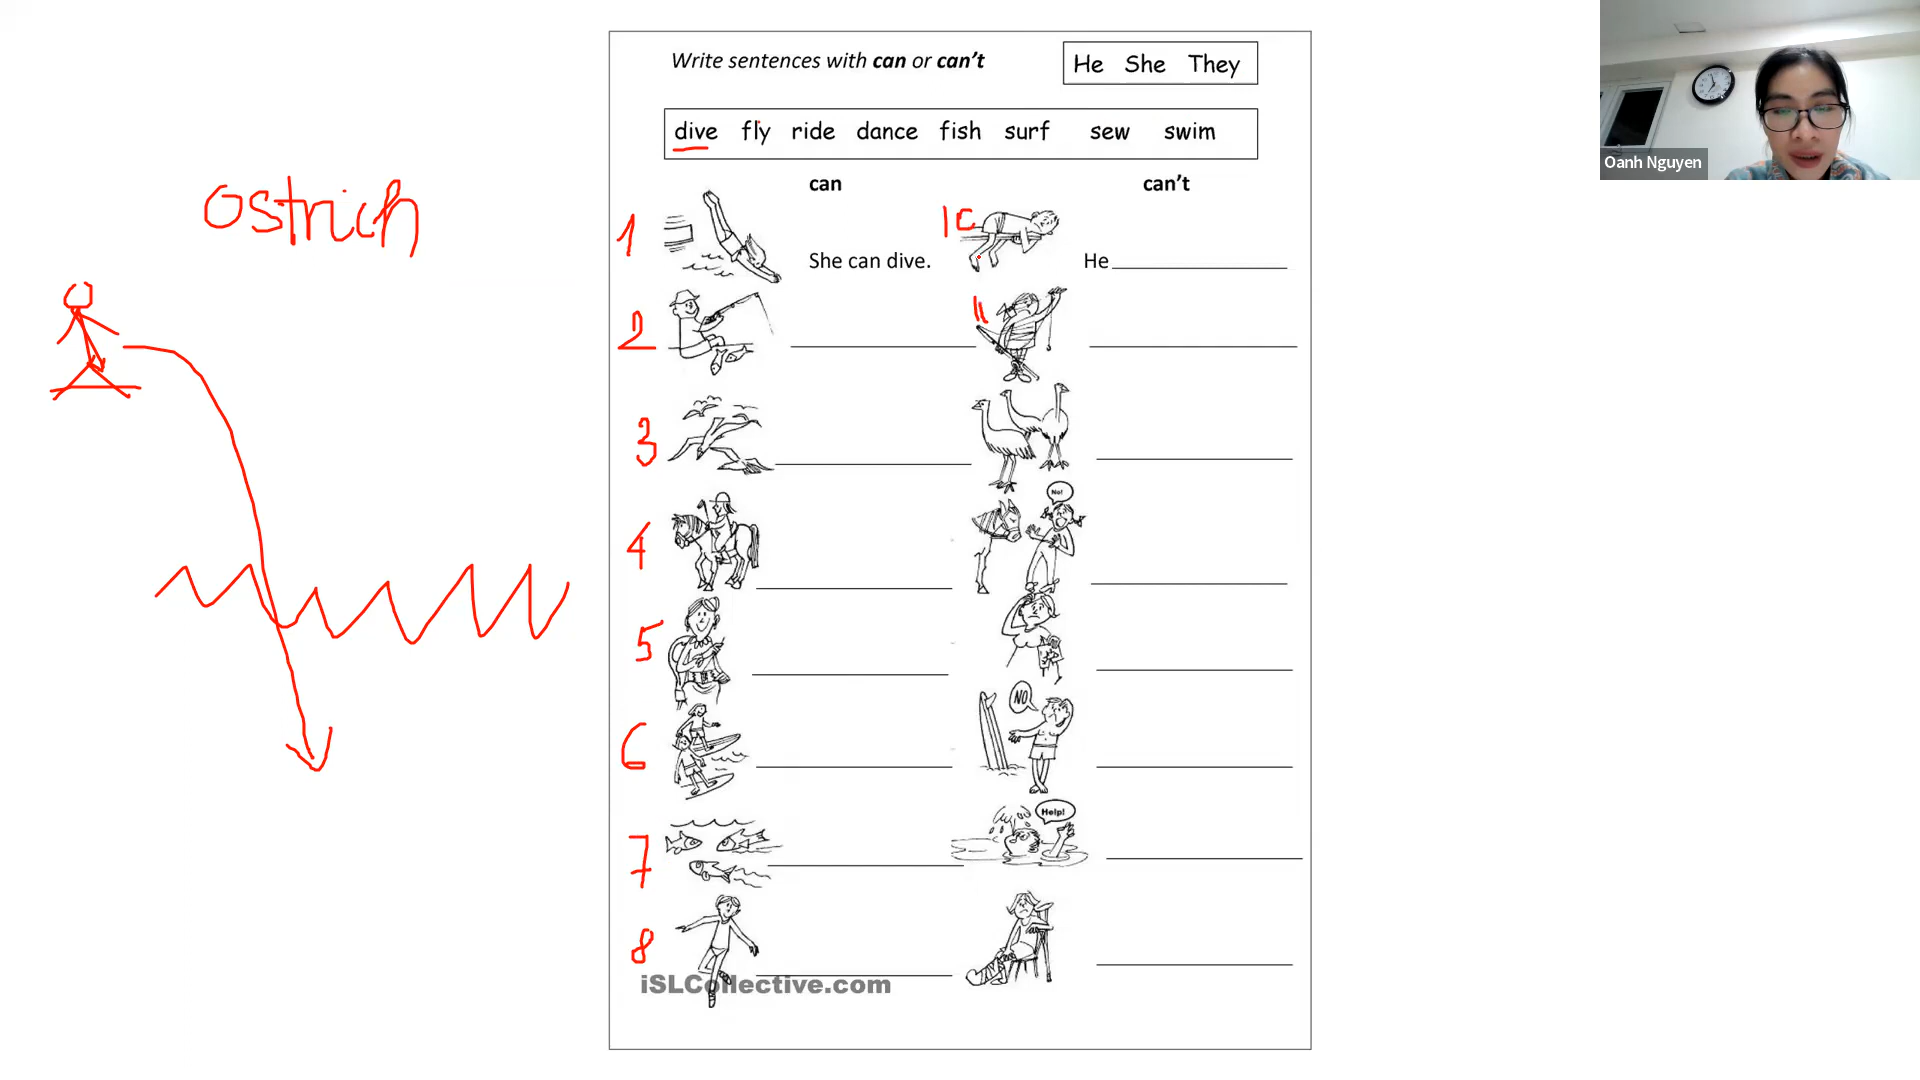 Write sentences with can or can't
He She They
dive fly ride dance fish surf sew swim
Oanh Nguyen
can can't
ostrich
1
She can dive.
1C
He
2
11
3
4
No!
5
6
NO
7
Help!
8
iSLCollective.com